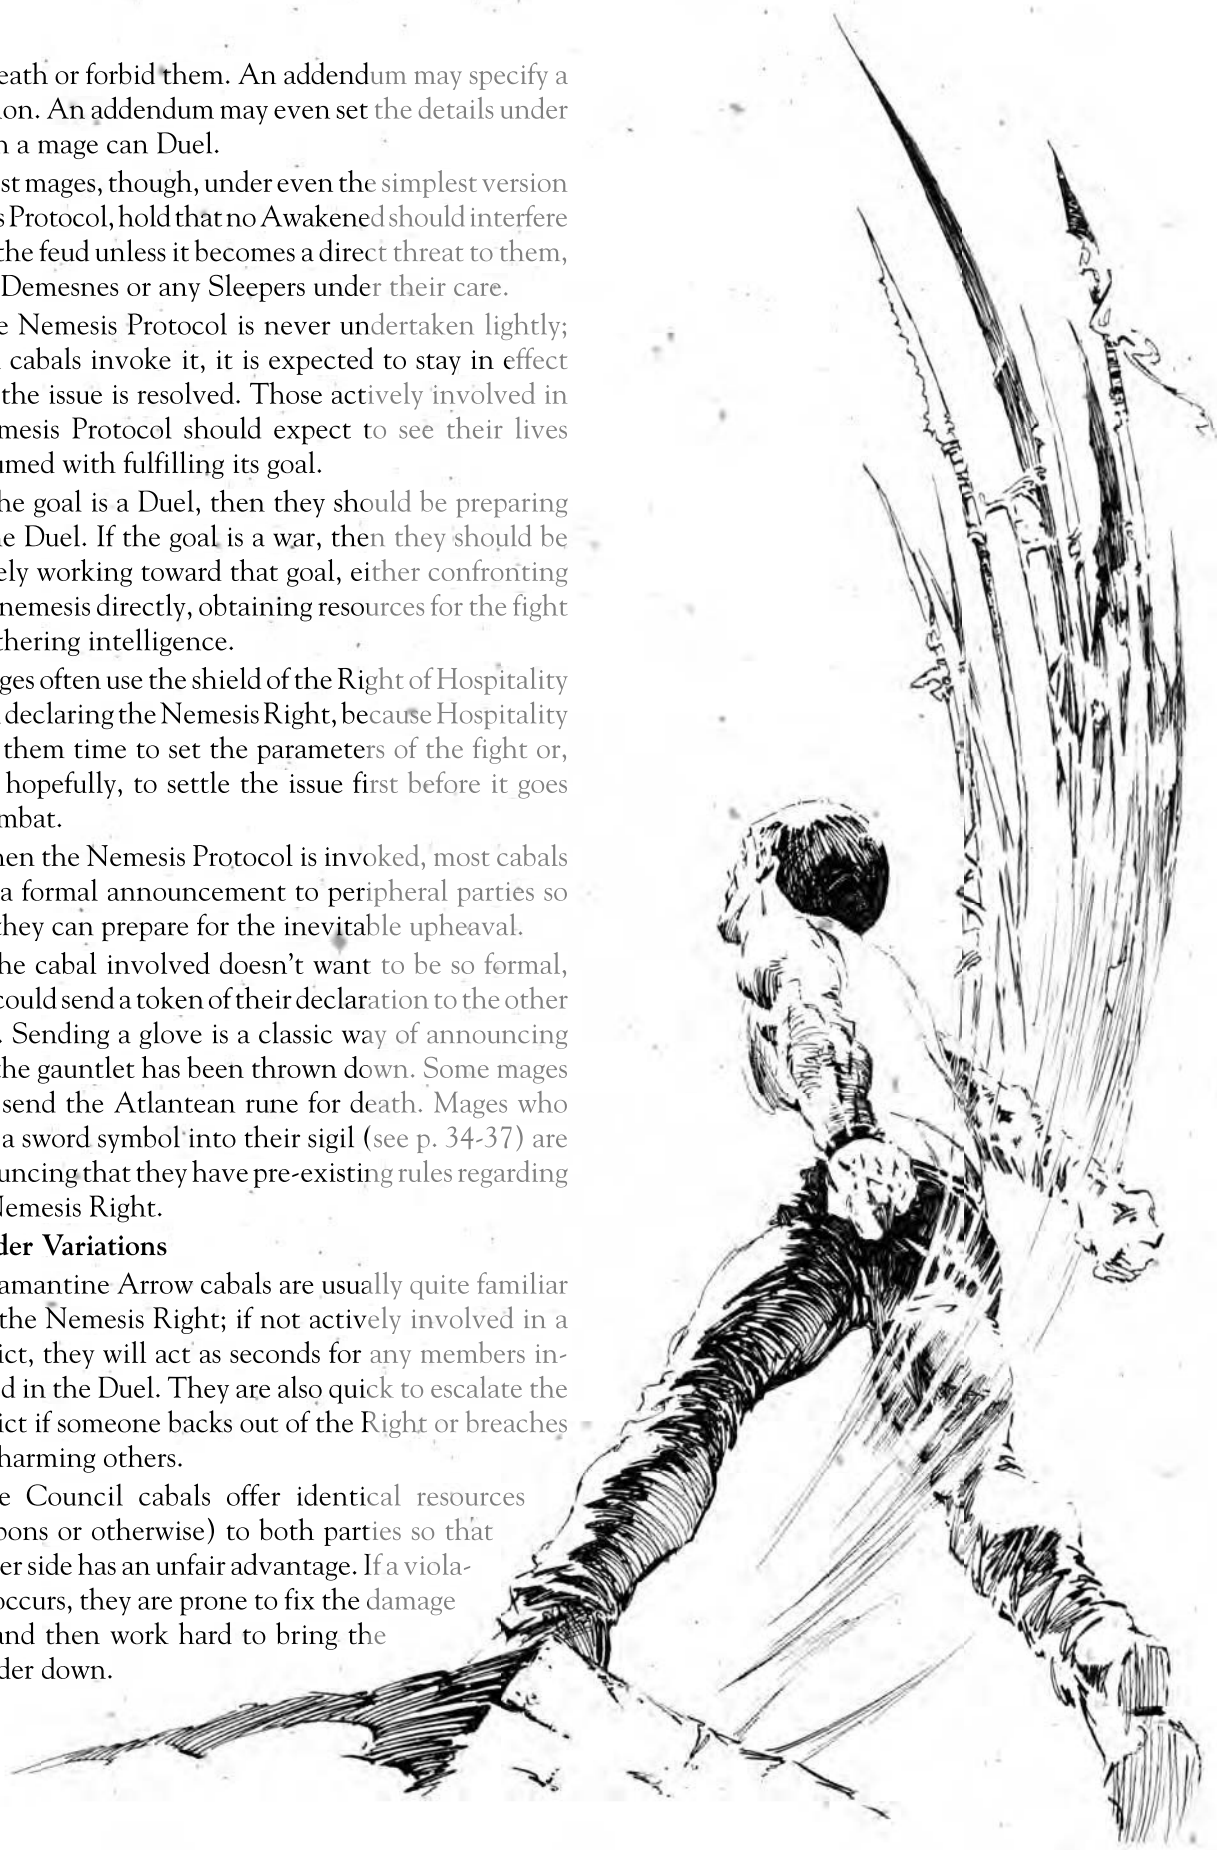 eath or forbid them. An addendum may specify a
ion. An addendum may even set the details under
h a mage can Duel.
st mages, though, under even the simplest version
s Protocol, hold that no Awakened should interfere
the feud unless it becomes a direct threat to them,
Demesnes or any Sleepers under their care.
e Nemesis Protocol is never undertaken lightly;
cabals invoke it, it is expected to stay in effect
the issue is resolved. Those actively involved in
mesis Protocol should expect to see their lives
umed with fulfilling its goal.
he goal is a Duel, then they should be preparing
ne Duel. If the goal is a war, then they should be
ely working toward that goal, either confronting
nemesis directly, obtaining resources for the fight
thering intelligence.
ges often use the shield of the Right of Hospitality
declaring the Nemesis Right, because Hospitality
them time to set the parameters of the fight or,
hopefully, to settle the issue first before it goes
mbat.
hen the Nemesis Protocol is invoked, most cabals
a formal announcement to peripheral parties so
they can prepare for the inevitable upheaval.
he cabal involved doesn't want to be so formal,
could send a token of their declaration to the other
. Sending a glove is a classic way of announcing
the gauntlet has been thrown down. Some mages
send the Atlantean rune for death. Mages who
a sword symbol into their sigil (see p. 34-37) are
uncing that they have pre-existing rules regarding
Nemesis Right.
der Variations
amantine Arrow cabals are usually quite familiar
the Nemesis Right; if not actively involved in a
ict, they will act as seconds for any members in-
d in the Duel. They are also quick to escalate the
ict if someone backs out of the Right or breaches
harming others.
e Council cabals offer identical resources
pons or otherwise) to both parties so that
er side has an unfair advantage. If a viola-
occurs, they are prone to fix the damage
and then work hard to bring the
der down.